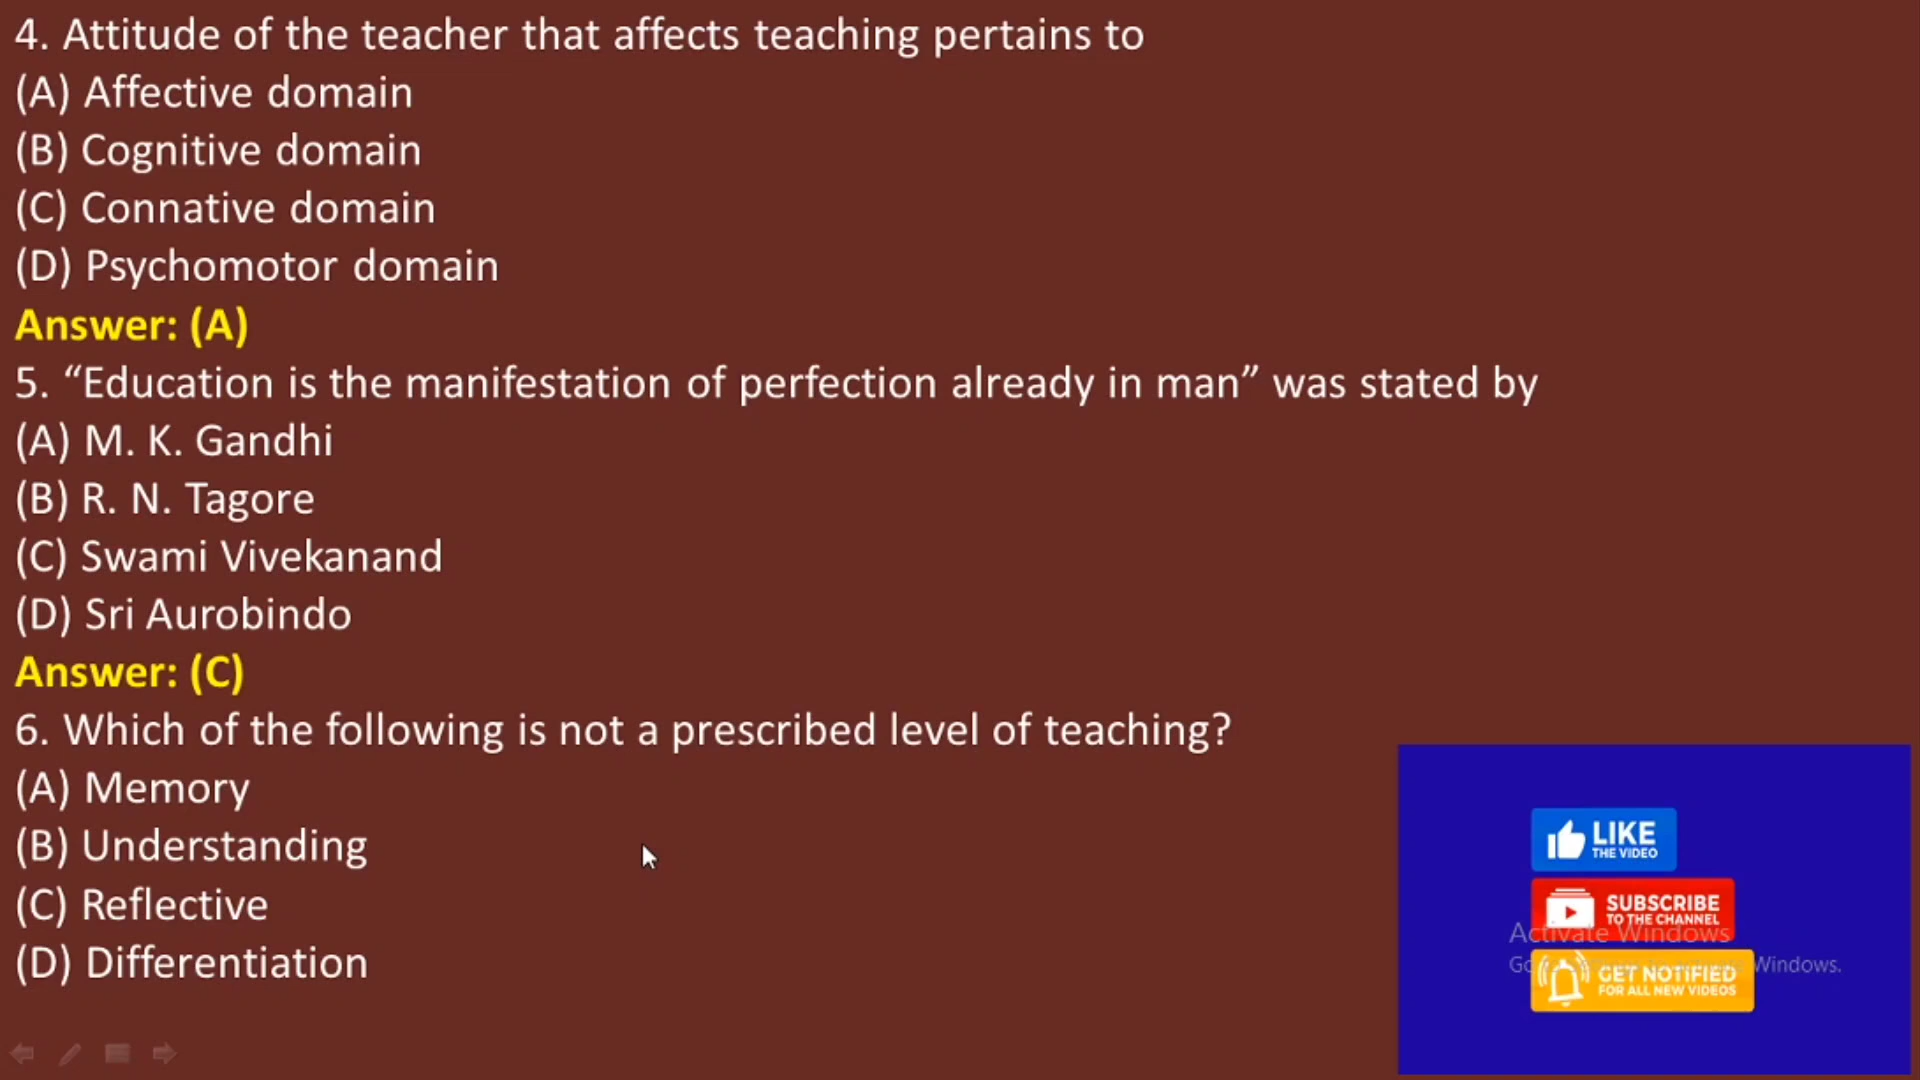 4. Attitude of the teacher that affects teaching pertains to
(A) Affective domain
(B) Cognitive domain
(C) Connative domain
(D) Psychomotor domain
Answer: (A)
5. “Education is the manifestation of perfection already in man” was stated by
(A) M. K. Gandhi
(B) R. N. Tagore
(C) Swami Vivekanand
(D) Sri Aurobindo
Answer: (C)
6. Which of the following is not a prescribed level of teaching?
(A) Memory
(B) Understanding
(C) Reflective
(D) Differentiation
LIKE
THE VIDEO
SUBSCRIBE
TO THE CHANNEL
Activate Windows
Go Windows.
GET NOTIFIED
FOR ALL NEW VIDEOS